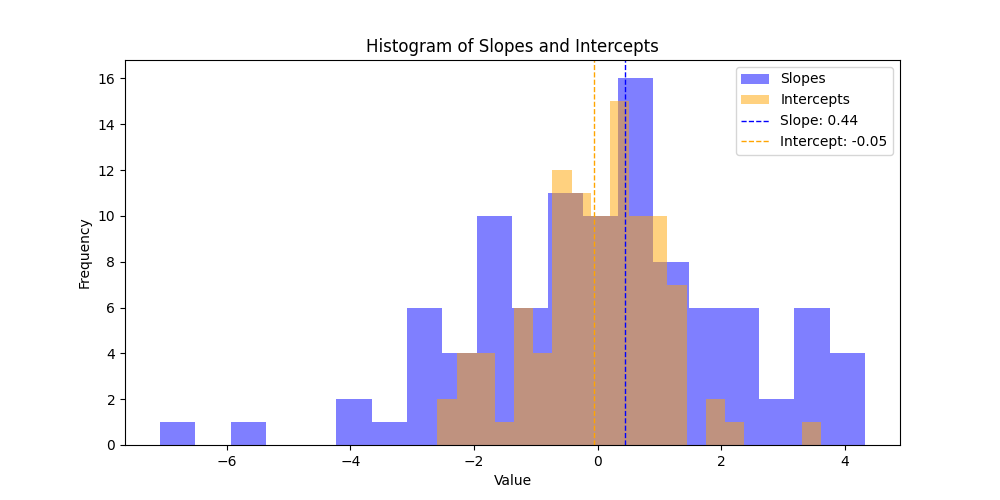 Histogram of Slopes and Intercepts
Slopes
Intercepts
Slope: 0.44
Intercept: -0.05
Frequency
16
14
12
10
8
6
4
2
0
−6
−4
−2
0
2
4
Value